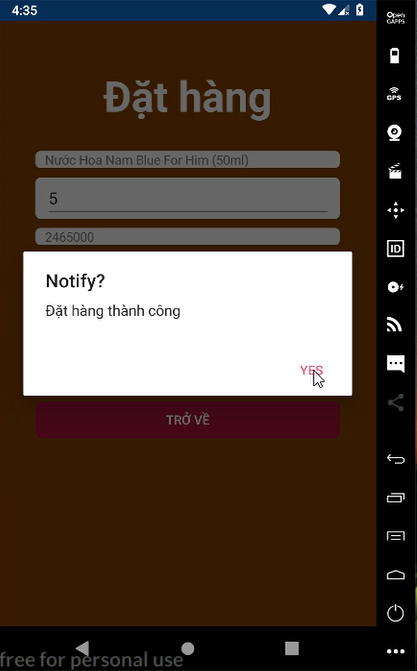 4:35
Open
GAPPS
GPS
Đặt hàng
Nước Hoa Nam Blue For Him (50ml)
5
2465000
ID
Notify?
Đặt hàng thành công
YES
TRỞ VỀ
free for personal use